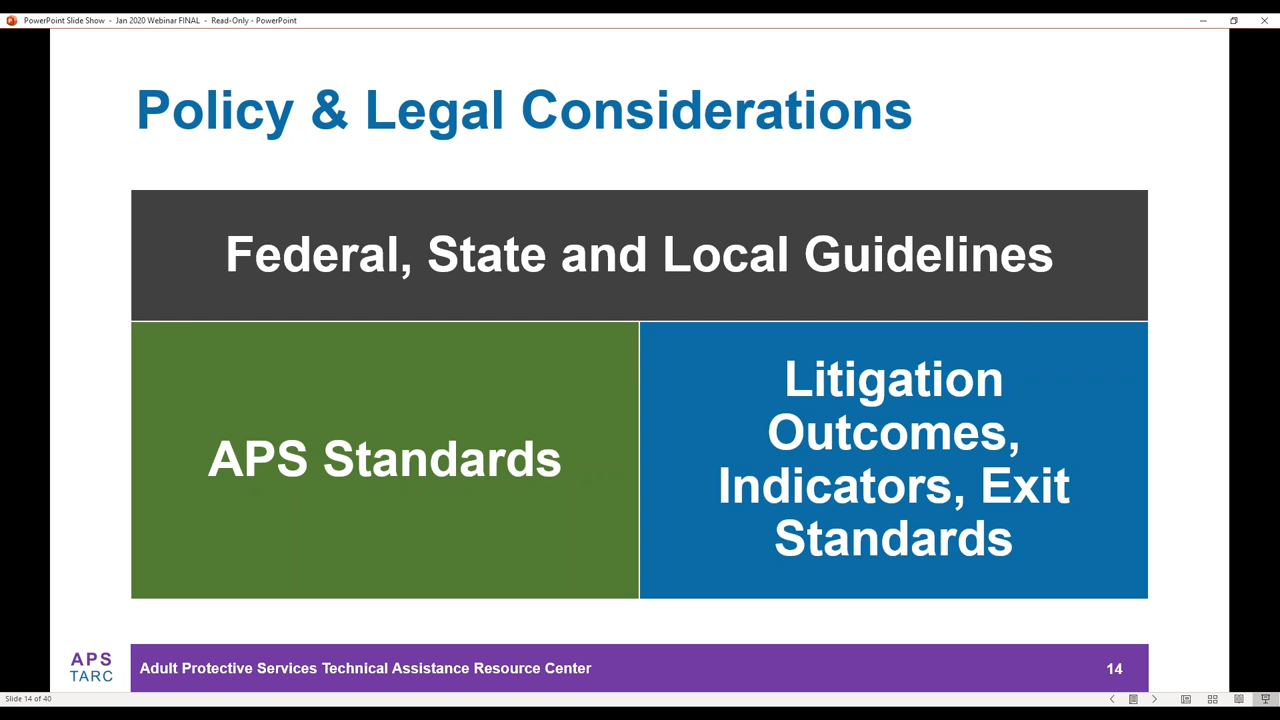 PowerPoint Slide Show - Jan 2020 Webinar FINAL - Read-Only - PowerPoint
Policy & Legal Considerations
Federal, State and Local Guidelines
APS Standards
Litigation
Outcomes,
Indicators, Exit
Standards
APS
TARC
Adult Protective Services Technical Assistance Resource Center
14
Slide 14 of 40